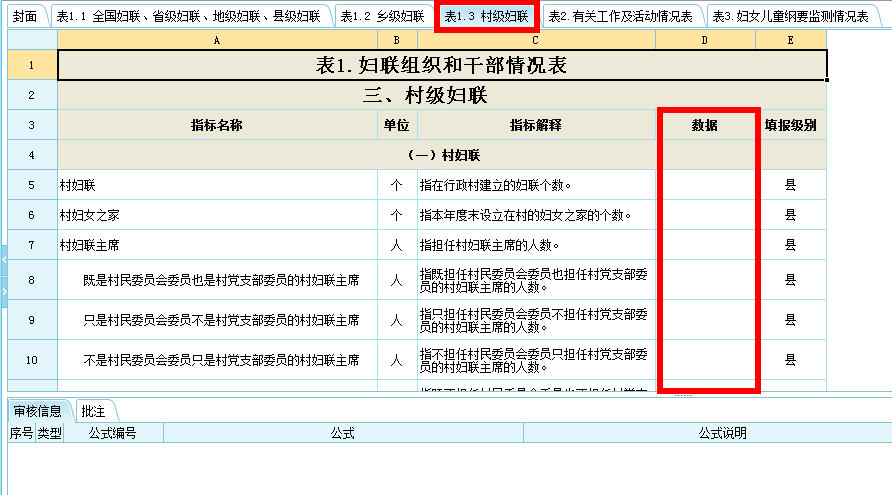 封面 表1.1 全国妇联、省级妇联、地级妇联、县级妇联 表1.2 乡级妇联 表1.3 村级妇联 表2.有关工作及活动情况表 表3.妇女儿童纲要监测情况表
A B C D E
1 表1.妇联组织和干部情况表
2 三、村级妇联
3 指标名称 单位 指标解释 数据 填报级别
4 (一)村妇联
5 村妇联 个 指在行政村建立的妇联个数。 县
6 村妇女之家 个 指本年度末设立在村的妇女之家的个数。 县
7 村妇联主席 人 指担任村妇联主席的人数。 县
8 既是村民委员会委员也是村党支部委员的村妇联主席 人 指既担任村民委员会委员也担任村党支部委
员的村妇联主席的人数。 县
9 只是村民委员会委员不是村党支部委员的村妇联主席 人 指只担任村民委员会委员不担任村党支部委
员的村妇联主席的人数。 县
10 不是村民委员会委员只是村党支部委员的村妇联主席 人 指不担任村民委员会委员只担任村党支部委
员的村妇联主席的人数。 县
审核信息 批注
序号 类型 公式编号 公式 公式说明